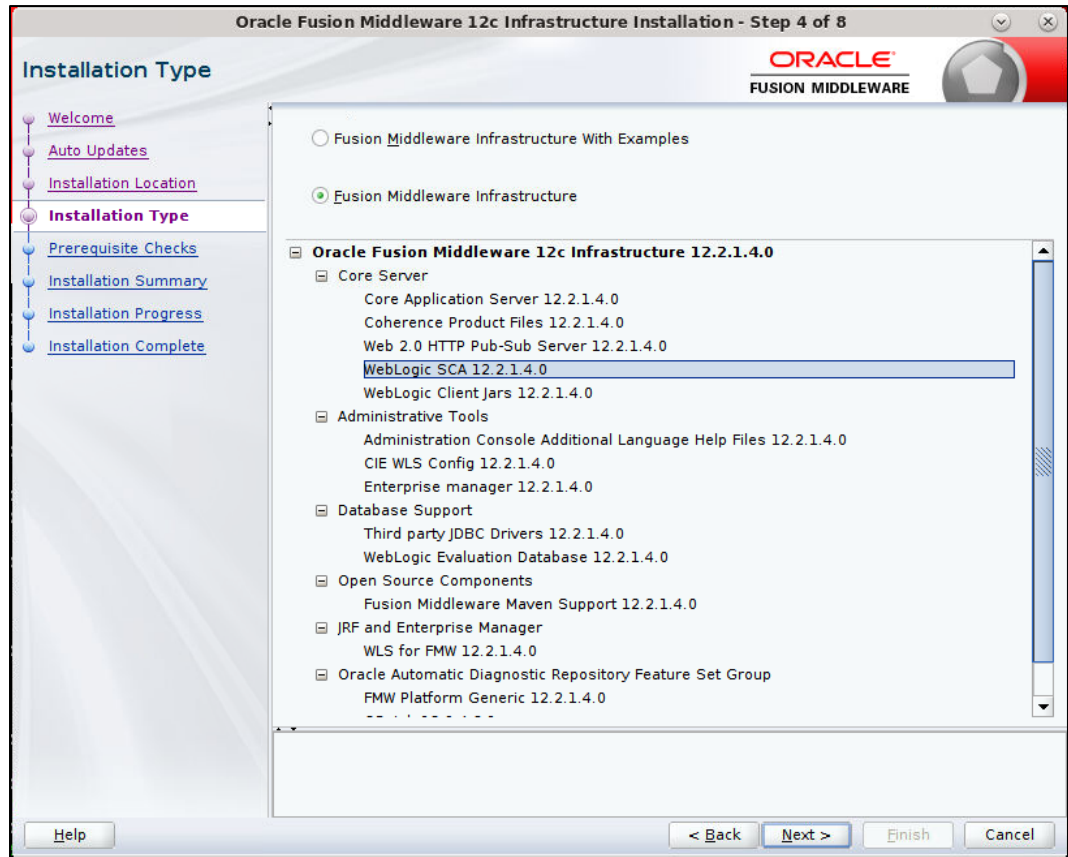 Oracle Fusion Middleware 12c Infrastructure Installation - Step 4 of 8
Installation Type
ORACLE
FUSION MIDDLEWARE
Welcome
Auto Updates
Installation Location
Installation Type
Prerequisite Checks
Installation Summary
Installation Progress
Installation Complete
Fusion Middleware Infrastructure With Examples
Fusion Middleware Infrastructure
Oracle Fusion Middleware 12c Infrastructure 12.2.1.4.0
Core Server
Core Application Server 12.2.1.4.0
Coherence Product Files 12.2.1.4.0
Web 2.0 HTTP Pub-Sub Server 12.2.1.4.0
WebLogic SCA 12.2.1.4.0
WebLogic Client Jars 12.2.1.4.0
Administrative Tools
Administration Console Additional Language Help Files 12.2.1.4.0
CIE WLS Config 12.2.1.4.0
Enterprise manager 12.2.1.4.0
Database Support
Third party JDBC Drivers 12.2.1.4.0
WebLogic Evaluation Database 12.2.1.4.0
Open Source Components
Fusion Middleware Maven Support 12.2.1.4.0
JRF and Enterprise Manager
WLS for FMW 12.2.1.4.0
Oracle Automatic Diagnostic Repository Feature Set Group
FMW Platform Generic 12.2.1.4.0
Help
< Back
Next >
Finish
Cancel